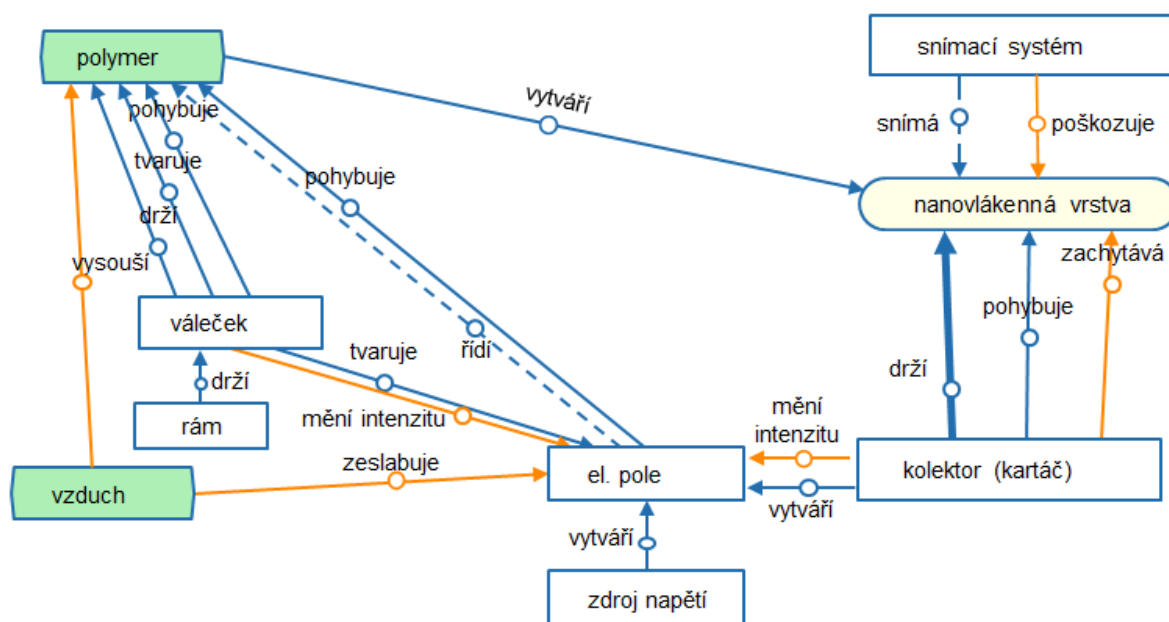 polymer
snímací systém
vytváří
pohybuje
snímá
poškozuje
tvaruje
pohybuje
nanovlákenná vrstva
drží
vysouší
zachytává
váleček
pohybuje
tvaruje
řídí
drží
drží
rám
mění intenzitu
mění
intenzitu
zeslabuje
el. pole
kolektor (kartáč)
vzduch
vytváří
vytváří
zdroj napětí